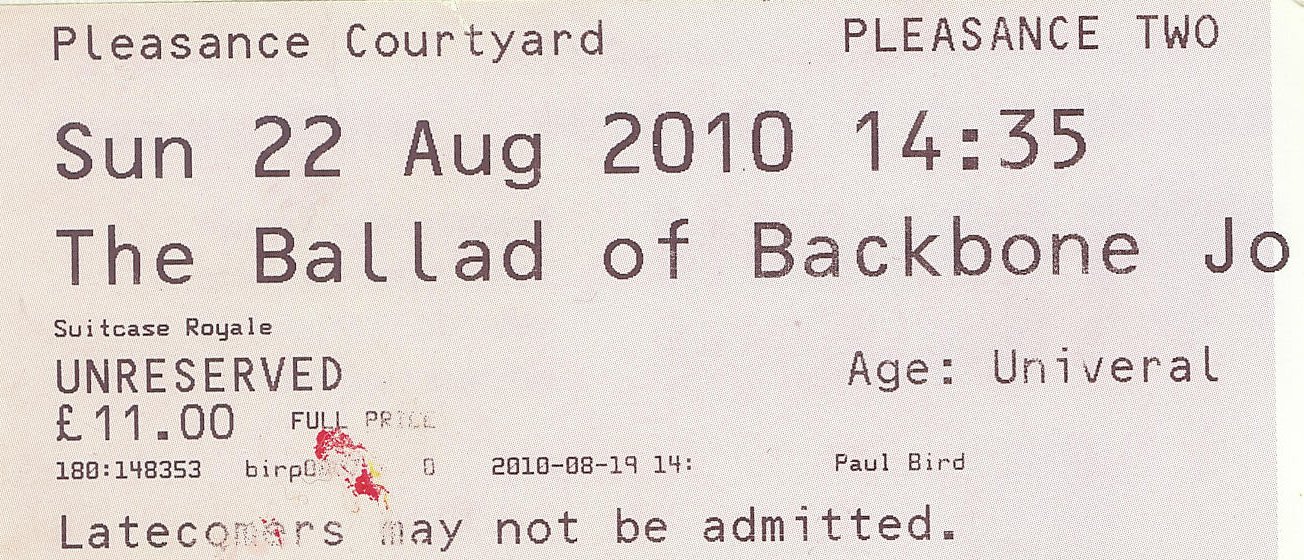 Pleasance Courtyard PLEASANCE TWO
Sun 22 Aug 2010 14:35
The Ballad of Backbone Jo
Suitcase Royale
UNRESERVED Age: Univeral
£11.00 FULL PRICE
180:148353 0 2010-08-19 14: Paul Bird
Latecomers may not be admitted.